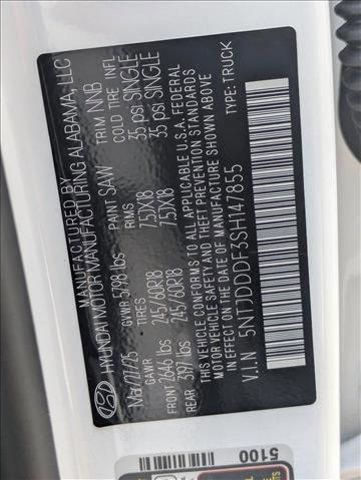 MANUFACTURED BY
HYUNDAI MOTOR MANUFACTURING ALABAMA, LLC
Mar/11/25 GVWR 5798 lbs PAINT SAW TRIM NNB
GAWR TIRES RIMS COLD TIRE INFL
FRONT 2646 lbs 245/60R18 7.5JX18 35 psi SINGLE
REAR 3197 lbs 245/60R18 7.5JX18 35 psi SINGLE
THIS VEHICLE CONFORMS TO ALL APPLICABLE U.S.A. FEDERAL
MOTOR VEHICLE SAFETY AND THEFT PREVENTION STANDARDS
IN EFFECT ON THE DATE OF MANUFACTURE SHOWN ABOVE
V.I.N 5NTJDDDF3SH147855 TYPE: TRUCK
5100